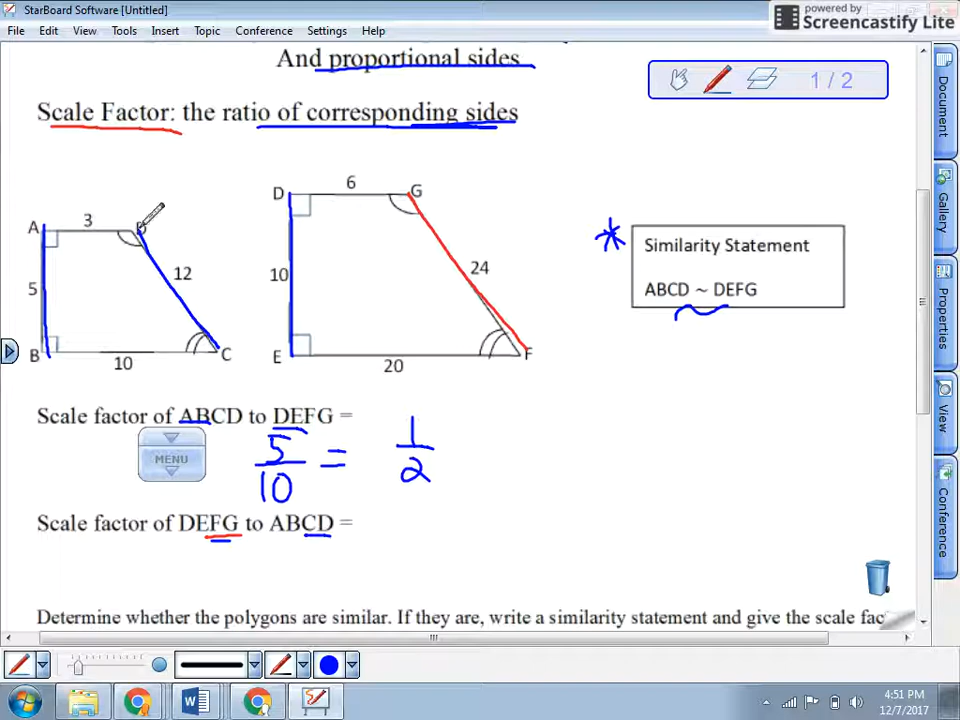 StarBoard Software [Untitled]
powered by
Screencastify Lite
File Edit View Tools Insert Topic Conference Settings Help
And proportional sides
1 / 2
Scale Factor: the ratio of corresponding sides
D 6 G
A 3
12
Similarity Statement
5
10
24
ABCD ~ DEFG
B 10 C
E 20 F
Scale factor of ABCD to DEFG =
MENU
5/10 = 1/2
Scale factor of DEFG to ABCD =
Determine whether the polygons are similar. If they are, write a similarity statement and give the scale fac
Document
Gallery
Properties
View
Conference
4:51 PM
12/7/2017